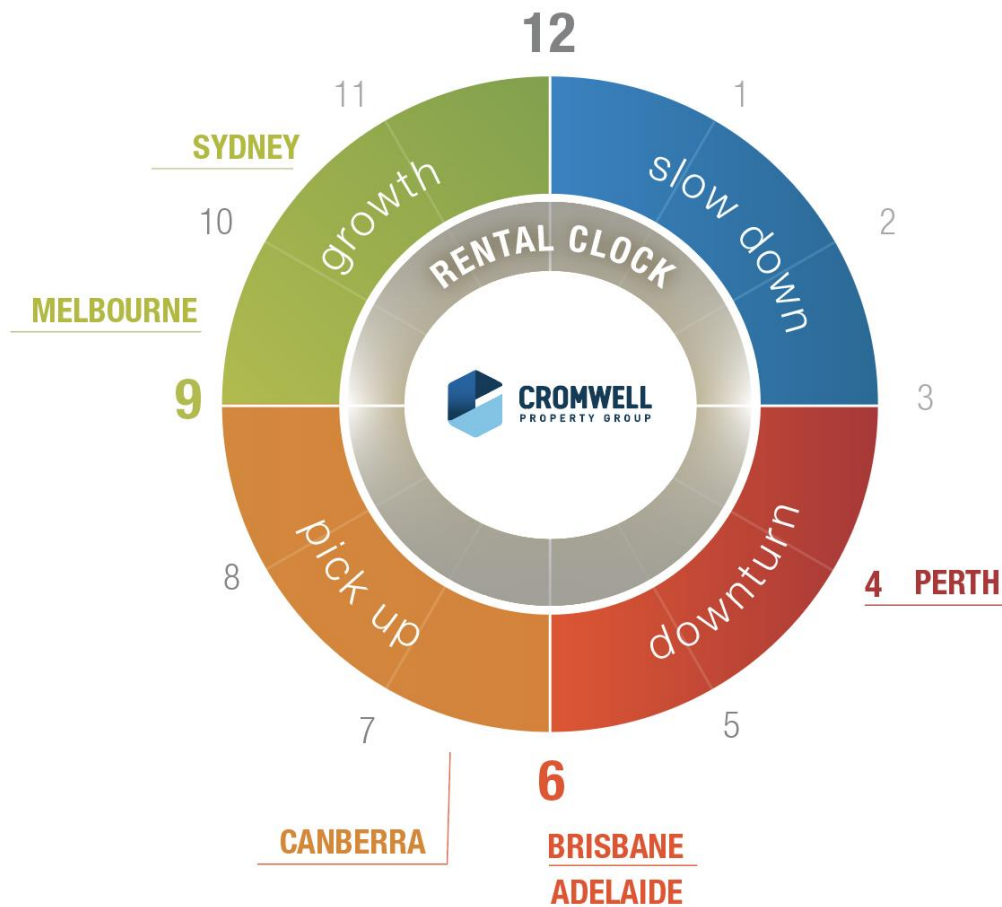 12
11
1
SYDNEY
growth
slow down
10
2
RENTAL CLOCK
MELBOURNE
9
CROMWELL
PROPERTY GROUP
3
8
pick up
downturn
4 PERTH
7
5
6
CANBERRA
BRISBANE
ADELAIDE